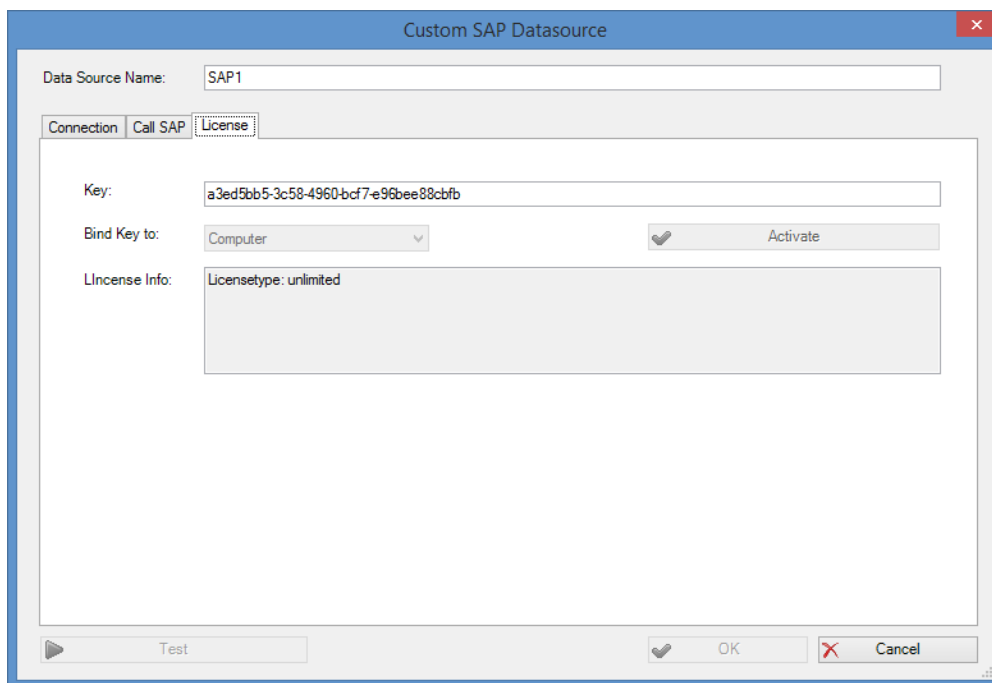 Custom SAP Datasource
Data Source Name: SAP1
Connection Call SAP License
Key: a3ed5bb5-3c58-4960-bcf7-e96bee88cbfb
Bind Key to: Computer Activate
LIncense Info: Licensetype: unlimited
Test OK Cancel